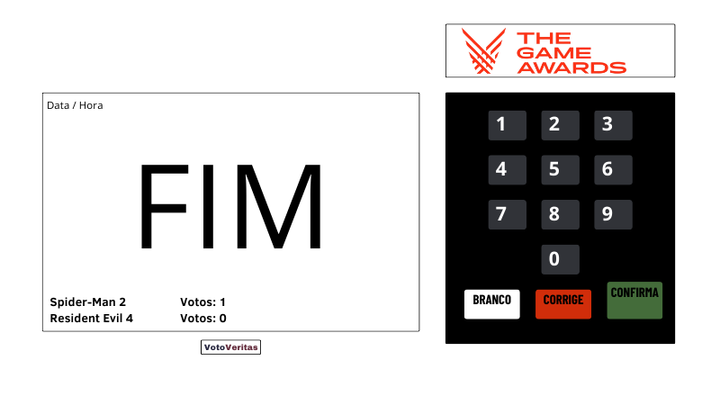 THE
GAME
AWARDS
Data / Hora
FIM
Spider-Man 2 Votos: 1
Resident Evil 4 Votos: 0
VotoVeritas
1 2 3
4 5 6
7 8 9
0
BRANCO CORRIGE CONFIRMA